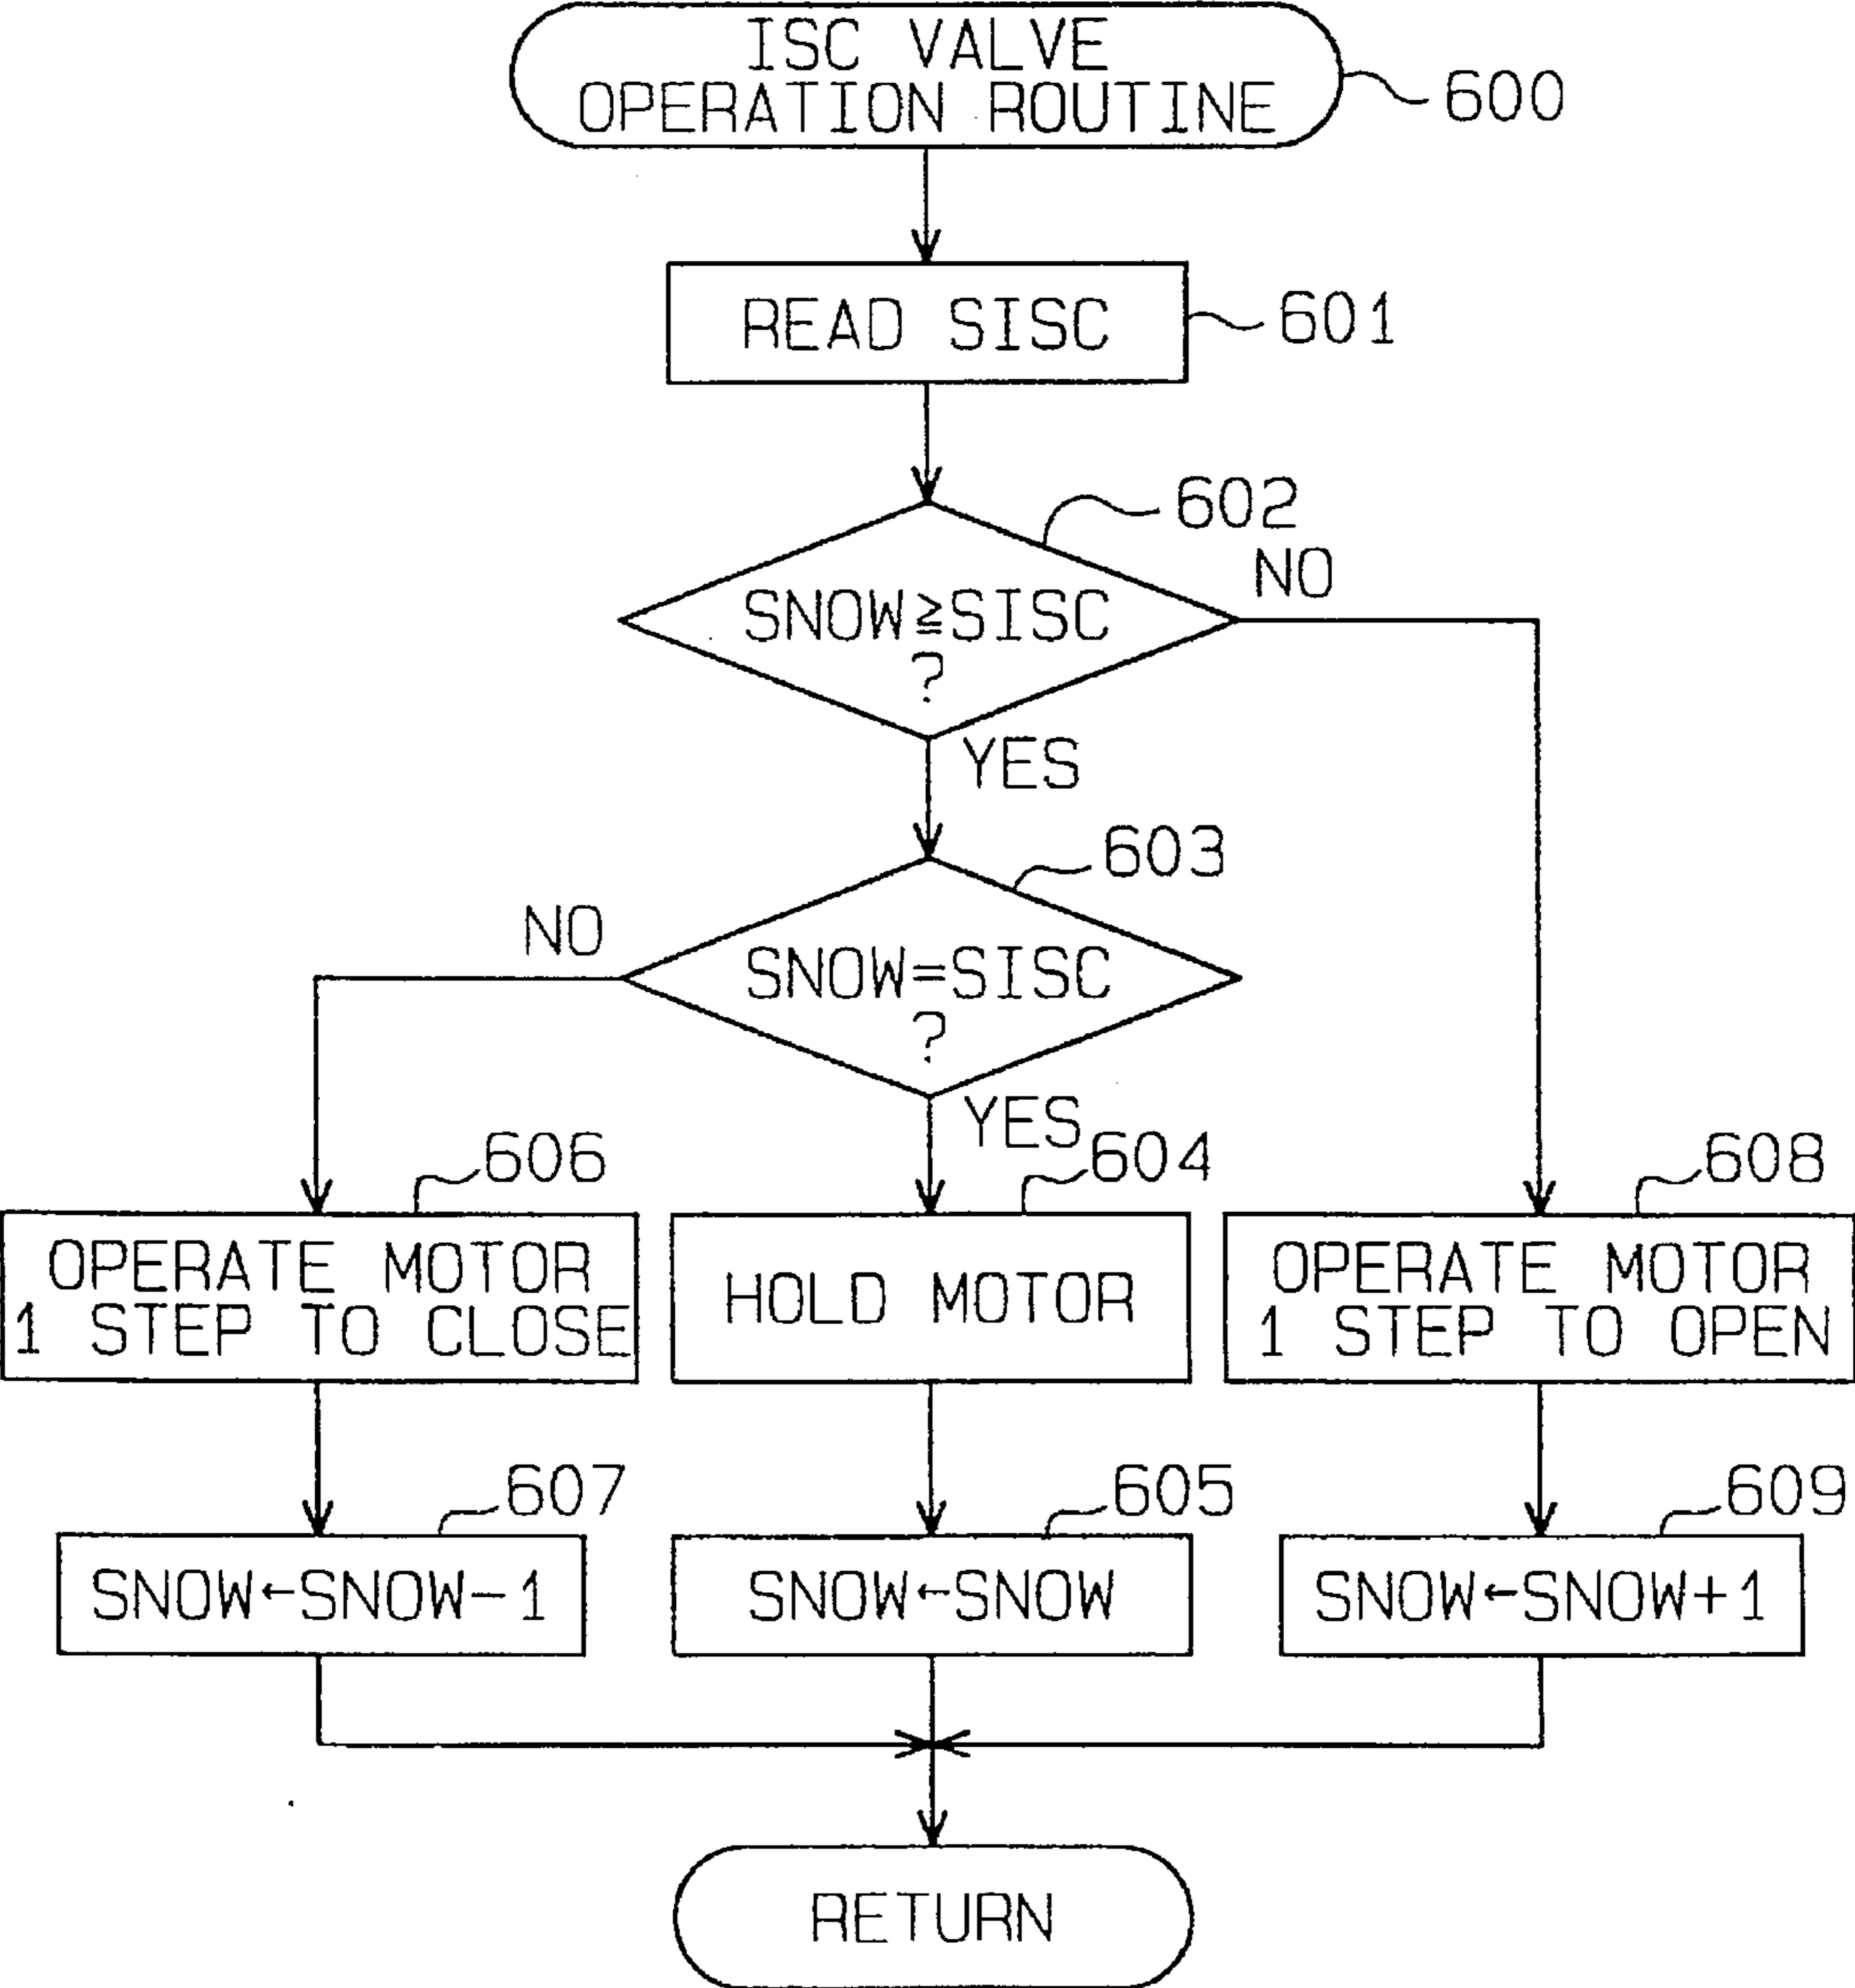 ISC VALVE
OPERATION ROUTINE
600
READ SISC
601
602
NO
SNOW≧SISC
?
YES
603
NO
SNOW=SISC
?
YES
606
604
608
OPERATE MOTOR
1 STEP TO CLOSE
HOLD MOTOR
OPERATE MOTOR
1 STEP TO OPEN
607
605
609
SNOW←SNOW−1
SNOW←SNOW
SNOW←SNOW+1
RETURN